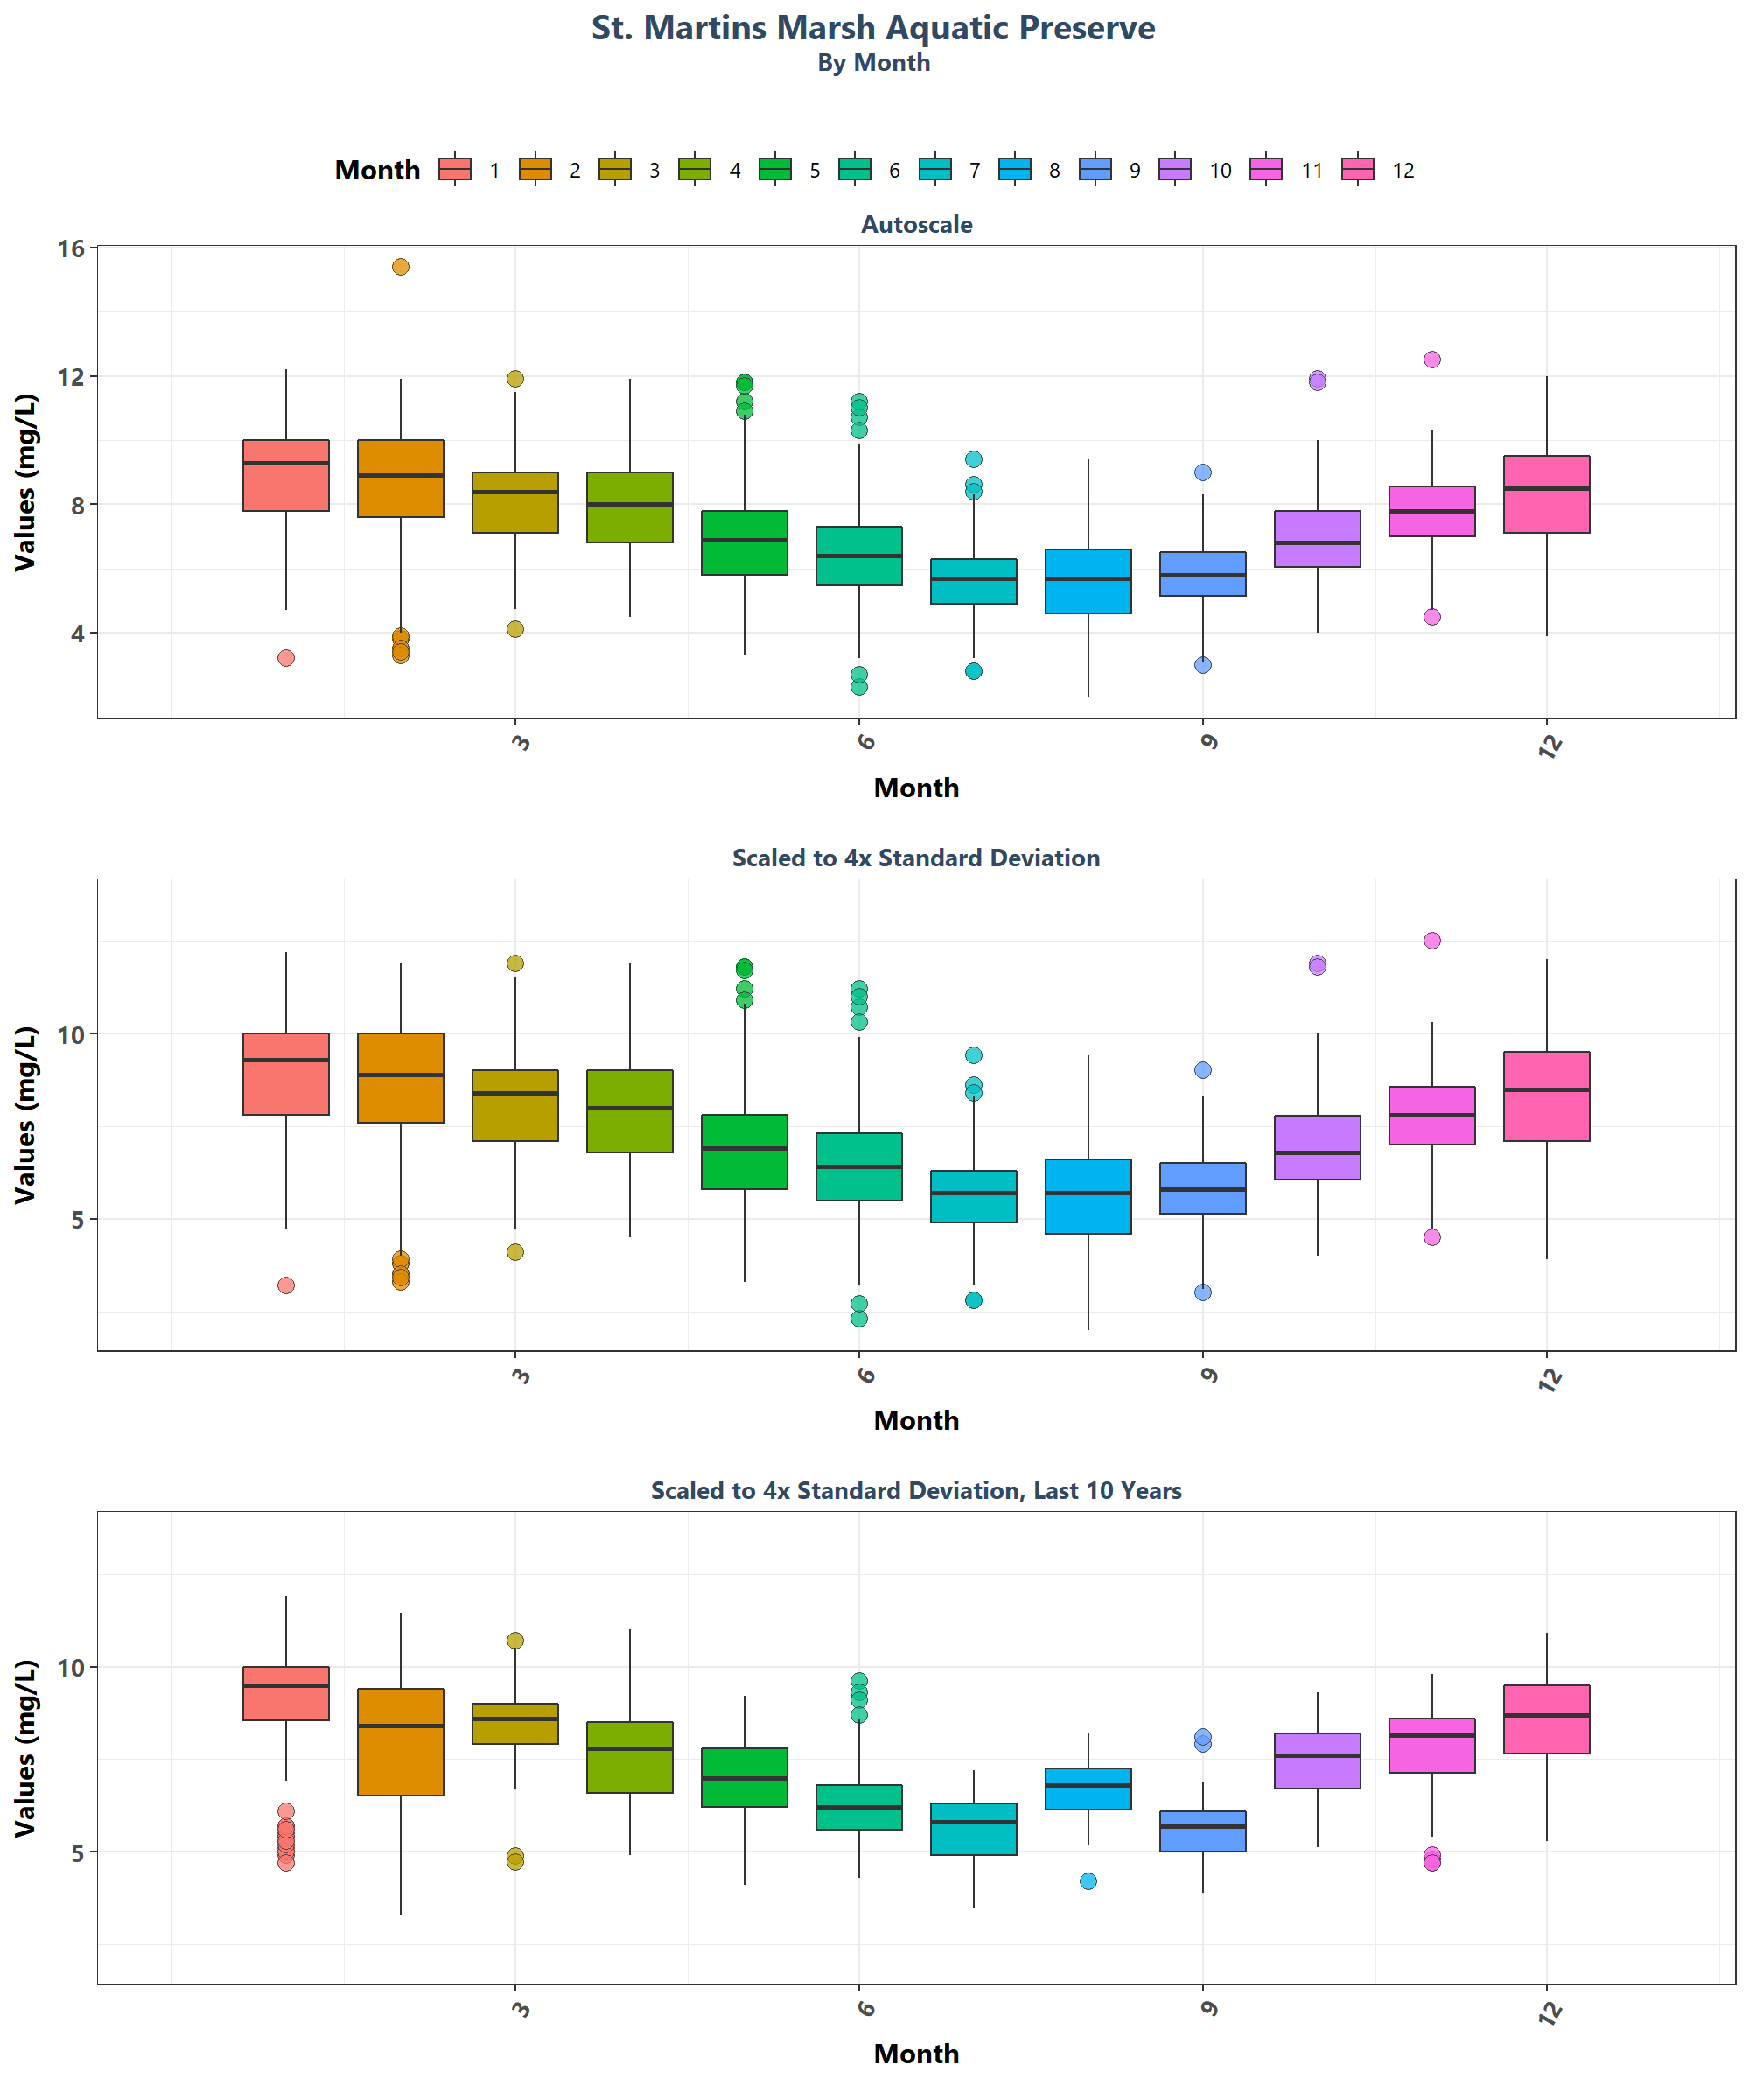 St. Martins Marsh Aquatic Preserve
By Month
Month 1 2 3 4 5 6 7 8 9 10 11 12
Autoscale
Values (mg/L)
16
12
8
4
3 6 9 12
Month
Scaled to 4x Standard Deviation
Values (mg/L)
10
5
3 6 9 12
Month
Scaled to 4x Standard Deviation, Last 10 Years
Values (mg/L)
10
5
3 6 9 12
Month